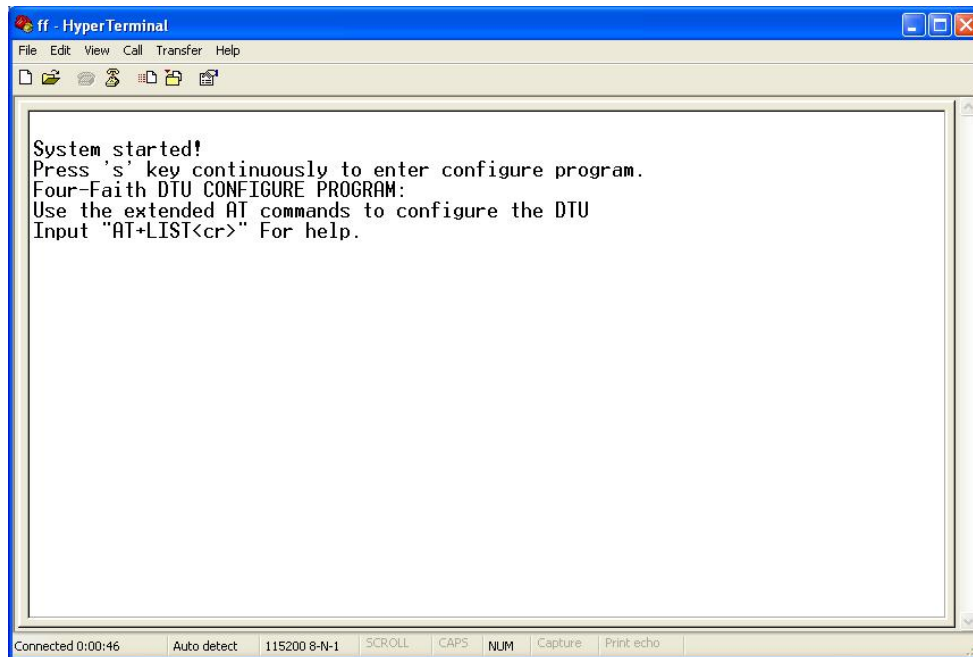 ff - HyperTerminal
File Edit View Call Transfer Help
System started!
Press 's' key continuously to enter configure program.
Four-Faith DTU CONFIGURE PROGRAM:
Use the extended AT commands to configure the DTU
Input "AT+LIST<cr>" For help.
Connected 0:00:46 Auto detect 115200 8-N-1 SCROLL CAPS NUM Capture Print echo